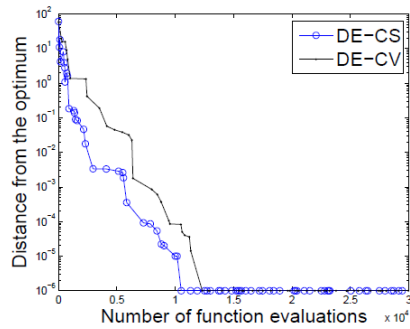 10^2
DE-CS
DE-CV
10^1
10^0
10^-1
10^-2
10^-3
10^-4
10^-5
10^-6
Distance from the optimum
0 0.5 1 1.5 2 2.5 3
x 10^4
Number of function evaluations